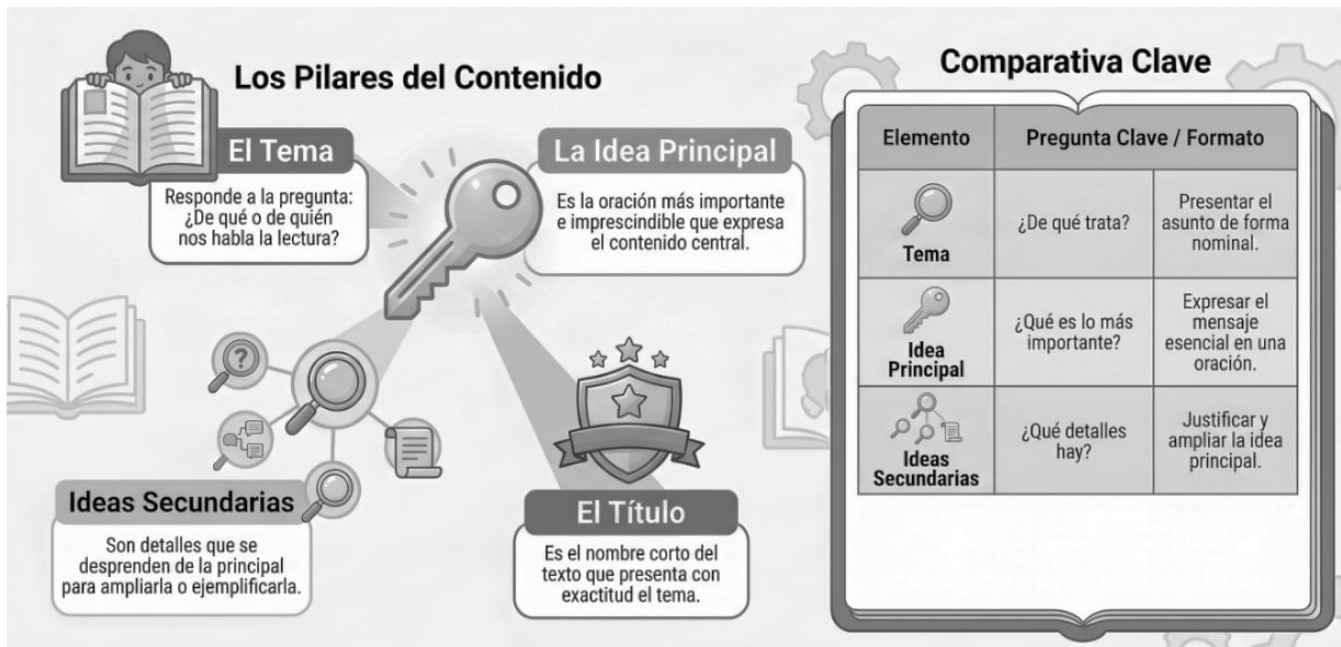 Los Pilares del Contenido
El Tema
Responde a la pregunta:
¿De qué o de quién
nos habla la lectura?
La Idea Principal
Es la oración más importante
e imprescindible que expresa
el contenido central.
?
Ideas Secundarias
Son detalles que se
desprenden de la principal
para ampliarla o ejemplificarla.
El Título
Es el nombre corto del
texto que presenta con
exactitud el tema.
Comparativa Clave
Elemento
Pregunta Clave / Formato
Tema
¿De qué trata?
Presentar el
asunto de forma
nominal.
Idea
Principal
¿Qué es lo más
importante?
Expresar el
mensaje
esencial en una
oración.
Ideas
Secundarias
¿Qué detalles
hay?
Justificar y
ampliar la idea
principal.